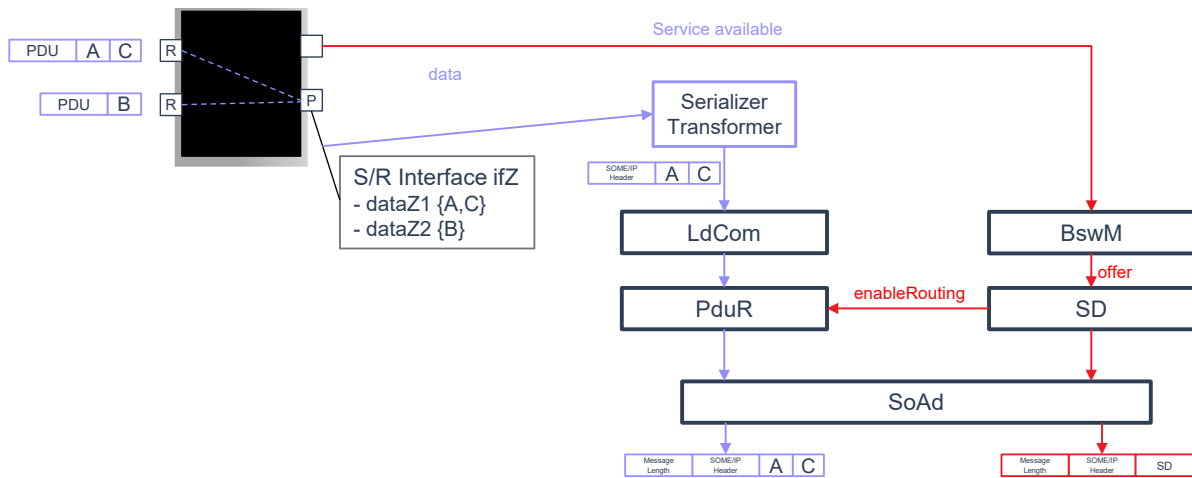 Service available
PDU A C
R
data
PDU B
R
P
Serializer
Transformer
S/R Interface ifZ
- dataZ1 {A,C}
- dataZ2 {B}
SOME/IP
Header
A C
LdCom
BswM
offer
enableRouting
PduR
SD
SoAd
Message
Length
SOME/IP
Header
A C
Message
Length
SOME/IP
Header
SD